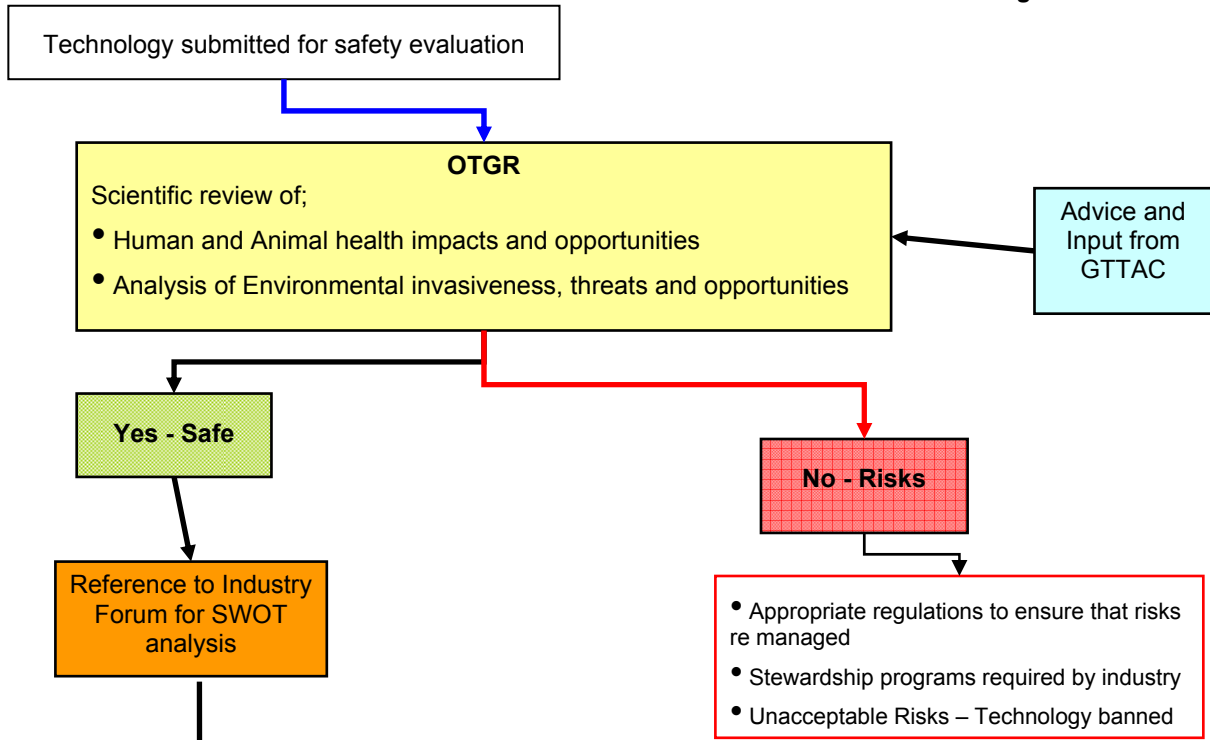 Technology submitted for safety evaluation
OTGR
Scientific review of;
• Human and Animal health impacts and opportunities
• Analysis of Environmental invasiveness, threats and opportunities
Advice and
Input from
GTTAC
Yes - Safe
No - Risks
Reference to Industry
Forum for SWOT
analysis
• Appropriate regulations to ensure that risks
re managed
• Stewardship programs required by industry
• Unacceptable Risks – Technology banned